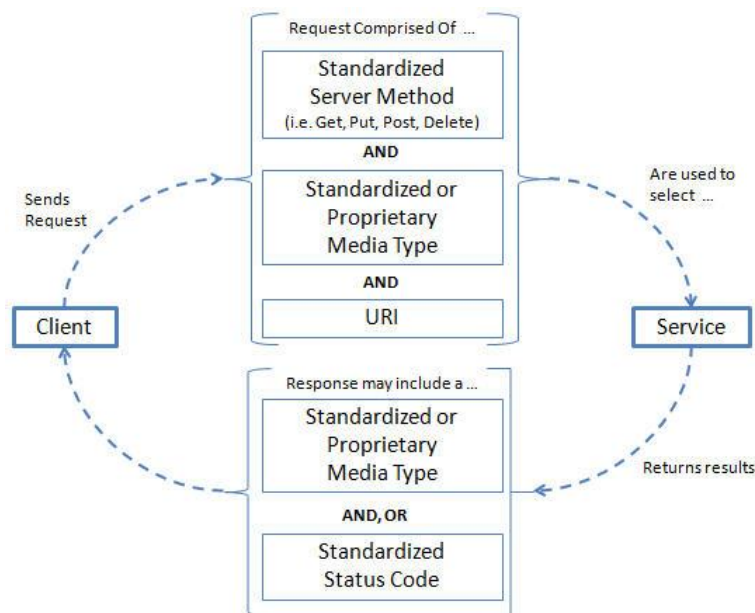 Request Comprised Of ...
Standardized
Server Method
(i.e. Get, Put, Post, Delete)
AND
Standardized or
Proprietary
Media Type
AND
URI
Sends
Request
Are used to
select ...
Client
Service
Response may include a ...
Standardized or
Proprietary
Media Type
AND, OR
Standardized
Status Code
Returns results